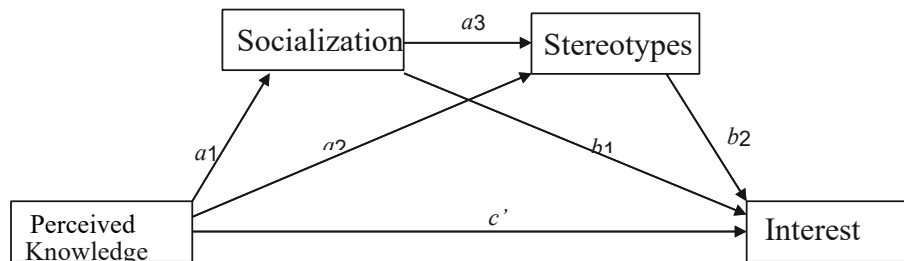 a3
Socialization
Stereotypes
a1
a2
b1
b2
Perceived
Knowledge
c’
Interest